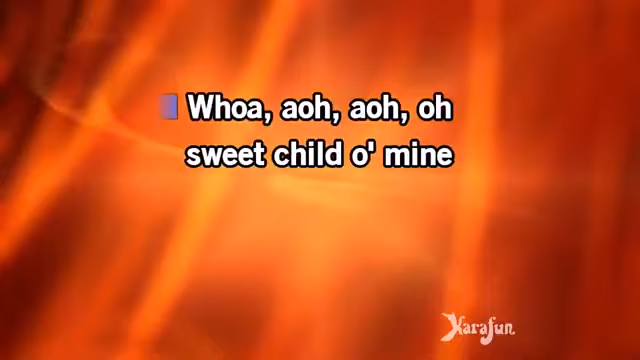 Whoa, aoh, aoh, oh
sweet child o' mine
Karafun